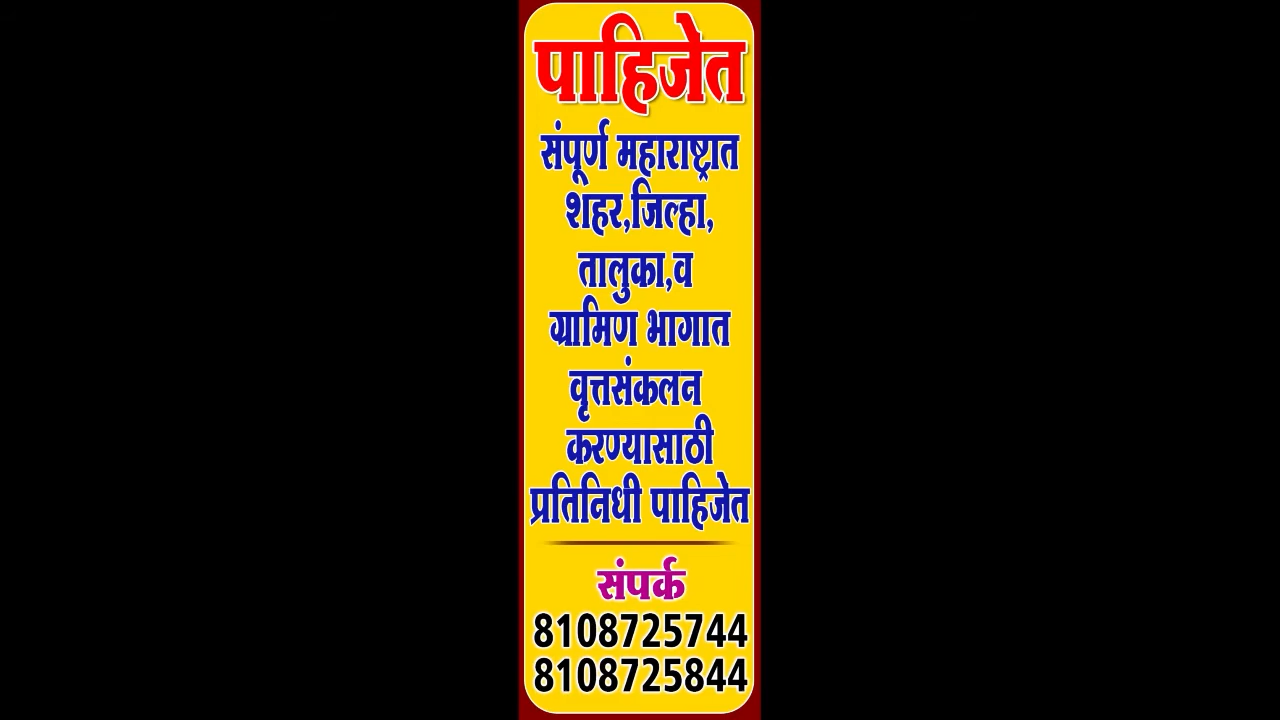 पाहिजेत
संपूर्ण महाराष्ट्रात
शहर,जिल्हा,
तालुका,व
ग्रामिण भागात
वृत्तसंकलन
करण्यासाठी
प्रतिनिधी पाहिजेत
संपर्क
8108725744
8108725844